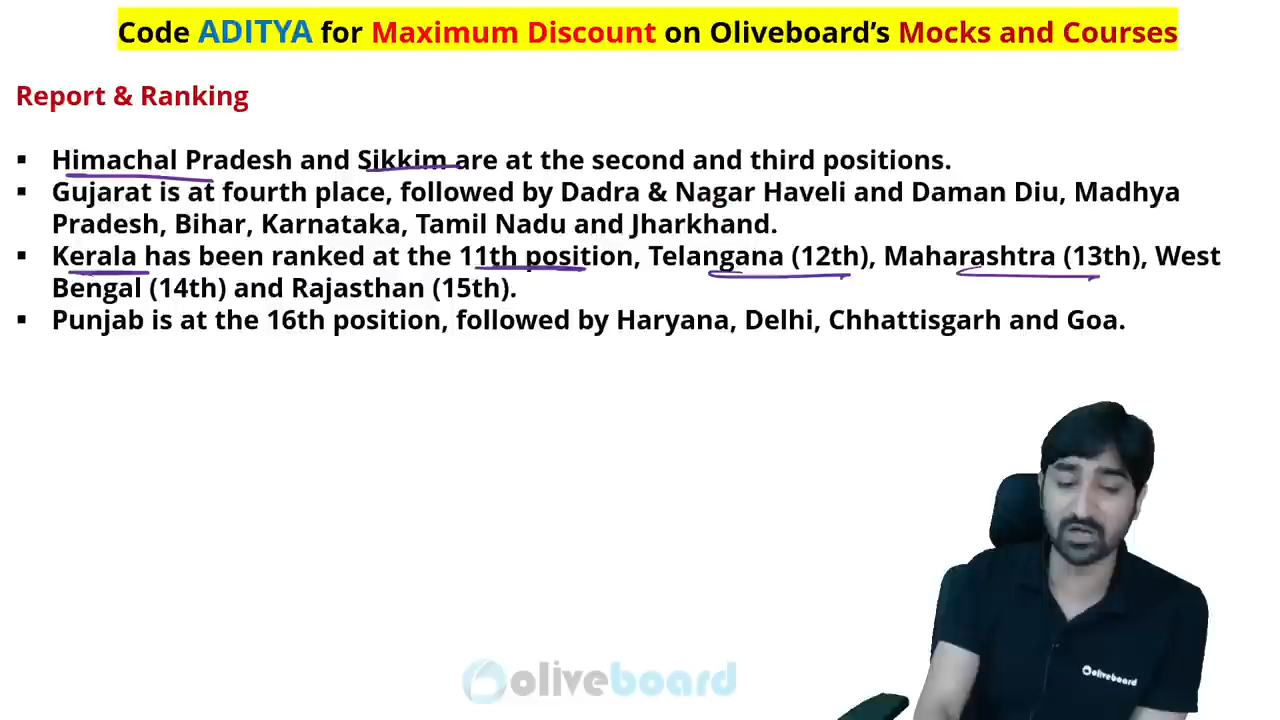 Code ADITYA for Maximum Discount on Oliveboard's Mocks and Courses
Report & Ranking
▪ Himachal Pradesh and Sikkim are at the second and third positions.
▪ Gujarat is at fourth place, followed by Dadra & Nagar Haveli and Daman Diu, Madhya
Pradesh, Bihar, Karnataka, Tamil Nadu and Jharkhand.
▪ Kerala has been ranked at the 11th position, Telangana (12th), Maharashtra (13th), West
Bengal (14th) and Rajasthan (15th).
▪ Punjab is at the 16th position, followed by Haryana, Delhi, Chhattisgarh and Goa.
oliveboard
oliveboard